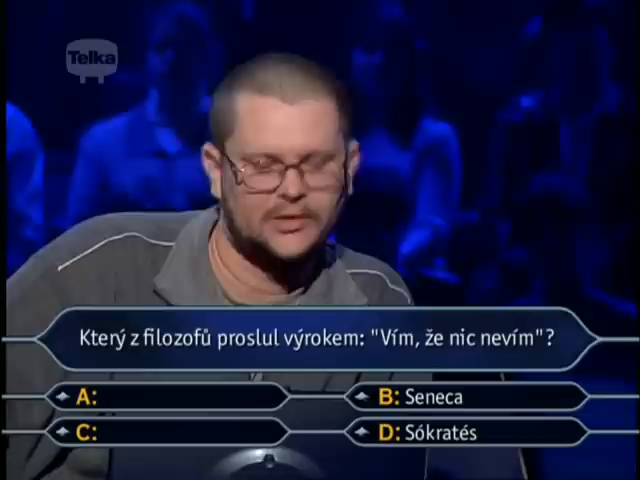 Telka
Který z filozofů proslul výrokem: "Vím, že nic nevím"?
A:
B: Seneca
C:
D: Sókratés